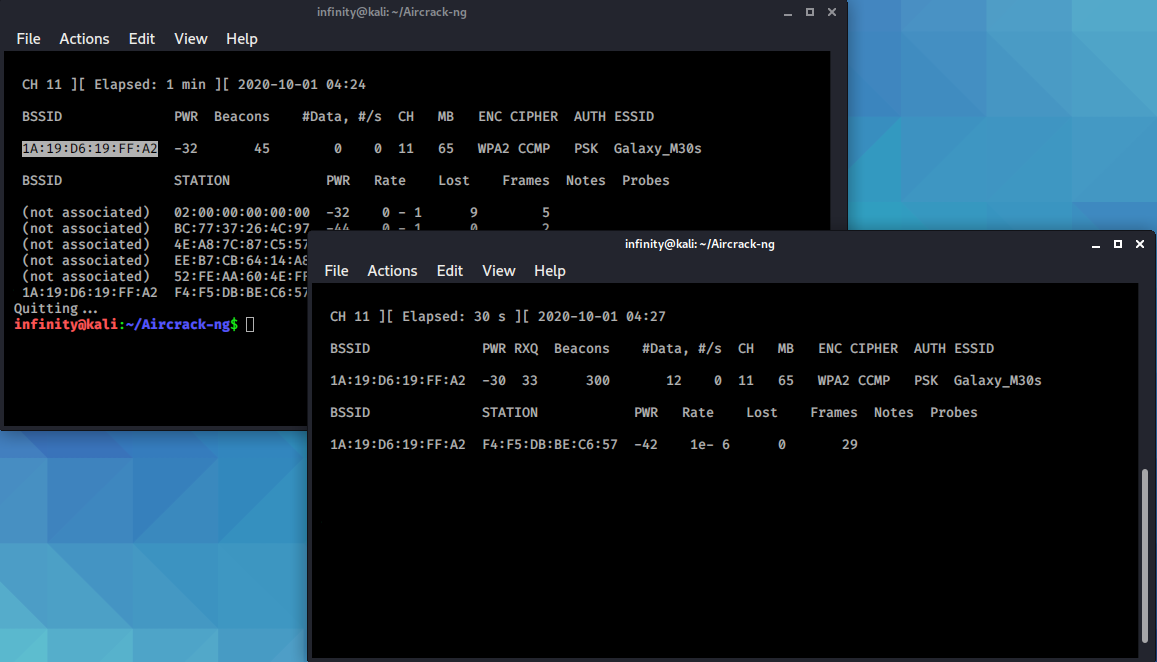 infinity@kali: ~/Aircrack-ng
File Actions Edit View Help
CH 11 ][ Elapsed: 1 min ][ 2020-10-01 04:24
BSSID PWR Beacons #Data, #/s CH MB ENC CIPHER AUTH ESSID
1A:19:D6:19:FF:A2 -32 45 0 0 11 65 WPA2 CCMP PSK Galaxy_M30s
BSSID STATION PWR Rate Lost Frames Notes Probes
(not associated) 02:00:00:00:00:00 -32 0 - 1 9 5
(not associated) BC:77:37:26:4C:97 -44 0 - 1 0 2
(not associated) 4E:A8:7C:87:C5:57
(not associated) EE:B7:CB:64:14:A8
(not associated) 52:FE:AA:60:4E:FF
1A:19:D6:19:FF:A2 F4:F5:DB:BE:C6:57
Quitting...
infinity@kali:~/Aircrack-ng$
infinity@kali: ~/Aircrack-ng
File Actions Edit View Help
CH 11 ][ Elapsed: 30 s ][ 2020-10-01 04:27
BSSID PWR RXQ Beacons #Data, #/s CH MB ENC CIPHER AUTH ESSID
1A:19:D6:19:FF:A2 -30 33 300 12 0 11 65 WPA2 CCMP PSK Galaxy_M30s
BSSID STATION PWR Rate Lost Frames Notes Probes
1A:19:D6:19:FF:A2 F4:F5:DB:BE:C6:57 -42 1e- 6 0 29